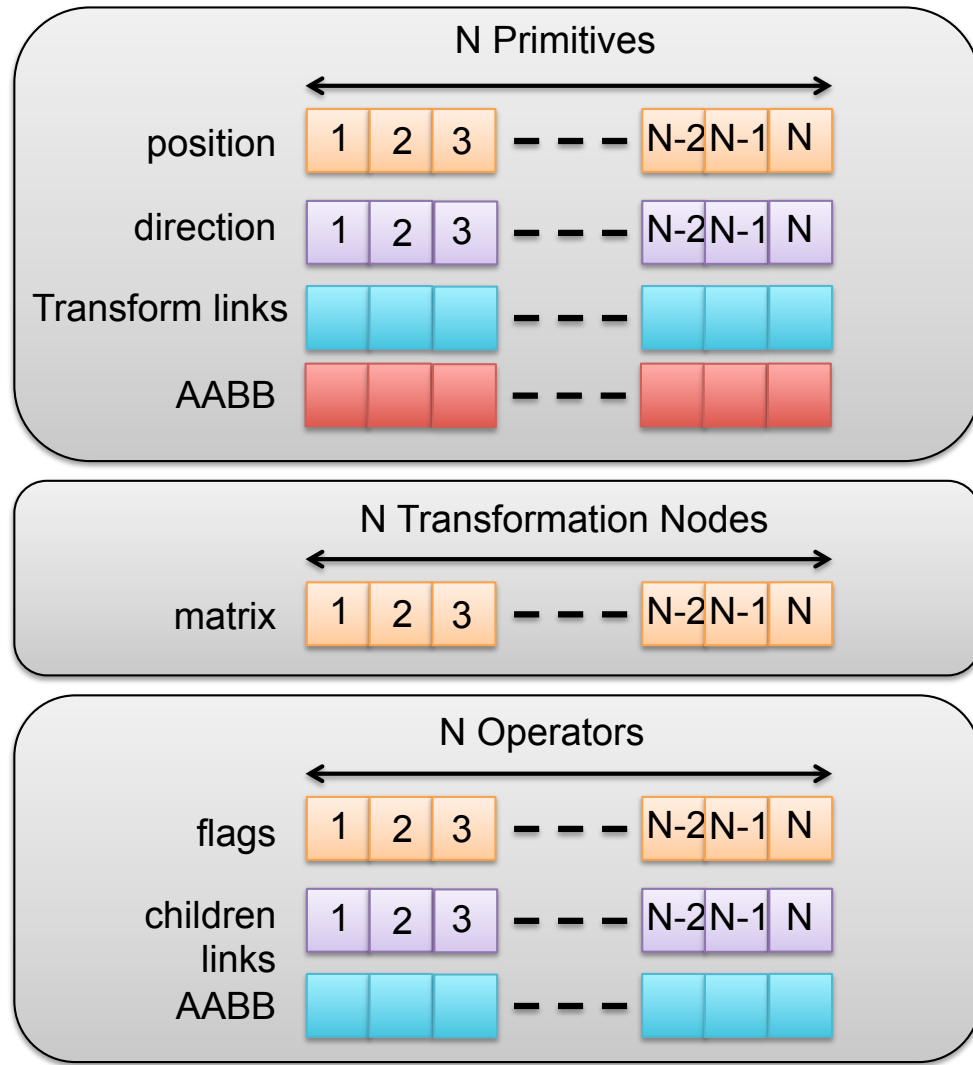 N Primitives
position 1 2 3 N-2 N-1 N
direction 1 2 3 N-2 N-1 N
Transform links
AABB
N Transformation Nodes
matrix 1 2 3 N-2 N-1 N
N Operators
flags 1 2 3 N-2 N-1 N
children 1 2 3 N-2 N-1 N
links
AABB